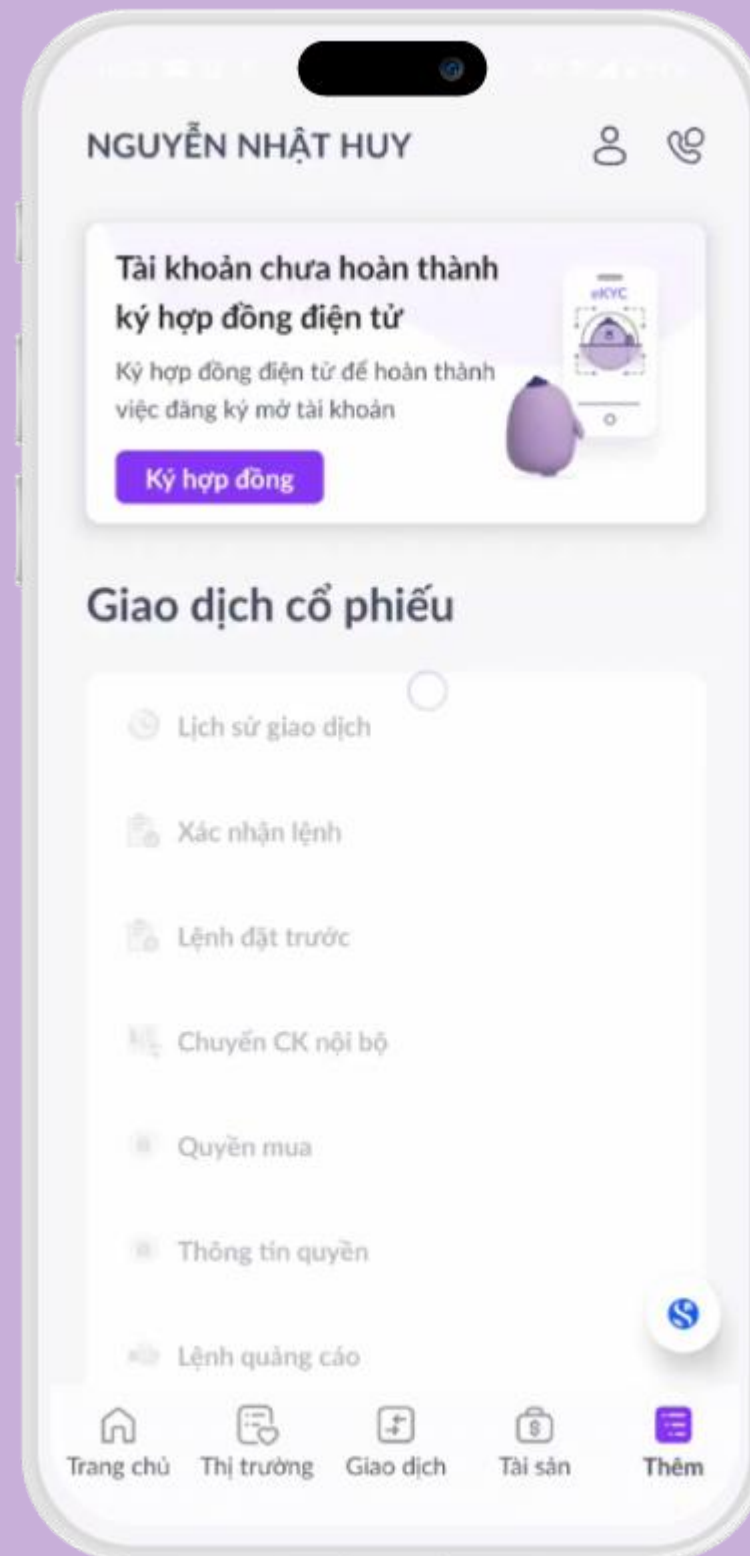 NGUYỄN NHẬT HUY
Tài khoản chưa hoàn thành
ký hợp đồng điện tử
eKYC
Ký hợp đồng điện tử để hoàn thành
việc đăng ký mở tài khoản
Ký hợp đồng
Giao dịch cổ phiếu
Lịch sử giao dịch
Xác nhận lệnh
Lệnh đặt trước
Chuyển CK nội bộ
Quyền mua
Thông tin quyền
Lệnh quảng cáo
Trang chủ
Thị trường
Giao dịch
Tài sản
Thêm